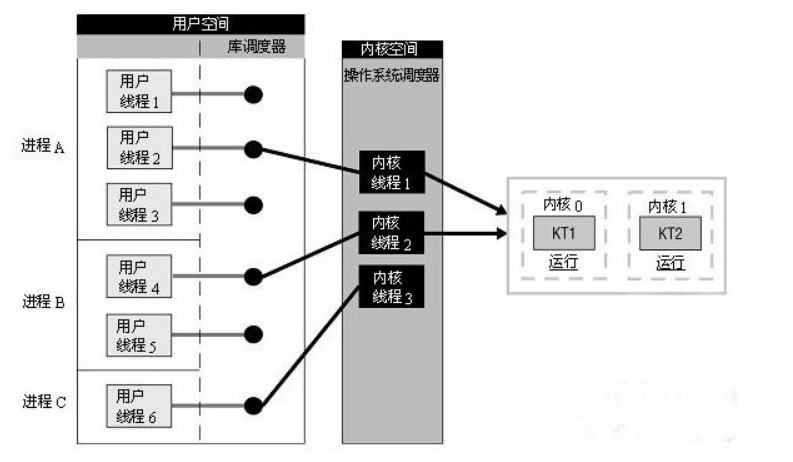 用户空间
库调度器
内核空间
操作系统调度器
进程A
用户
线程1
用户
线程2
用户
线程3
进程B
用户
线程4
用户
线程5
进程C
用户
线程6
内核
线程1
内核
线程2
内核
线程3
内核0
KT1
运行
内核1
KT2
运行